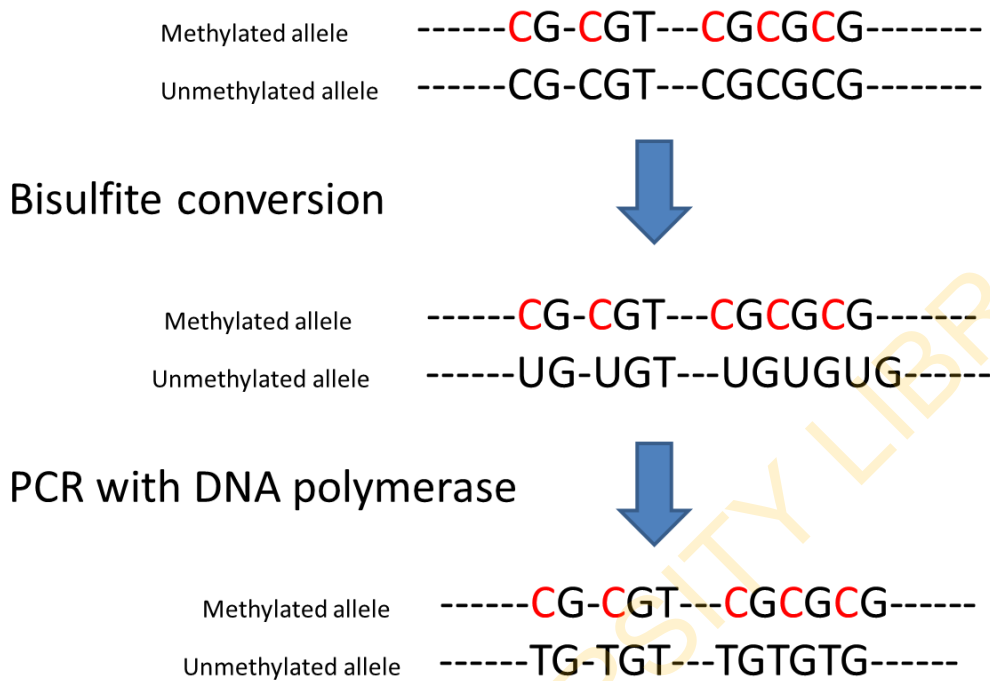 Methylated allele ------CG-CGT---CGCGCG--------
Unmethylated allele ------CG-CGT---CGCGCG--------
Bisulfite conversion
Methylated allele ------CG-CGT---CGCGCG-------
Unmethylated allele ------UG-UGT---UGUGUG------
PCR with DNA polymerase
Methylated allele ------CG-CGT---CGCGCG------
Unmethylated allele ------TG-TGT---TGTGTG------